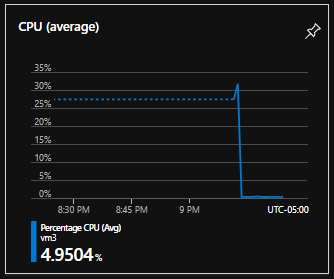 CPU (average)
35%
30%
25%
20%
15%
10%
5%
0%
8:30 PM 8:45 PM 9 PM UTC-05:00
Percentage CPU (Avg)
vm3
4.9504%